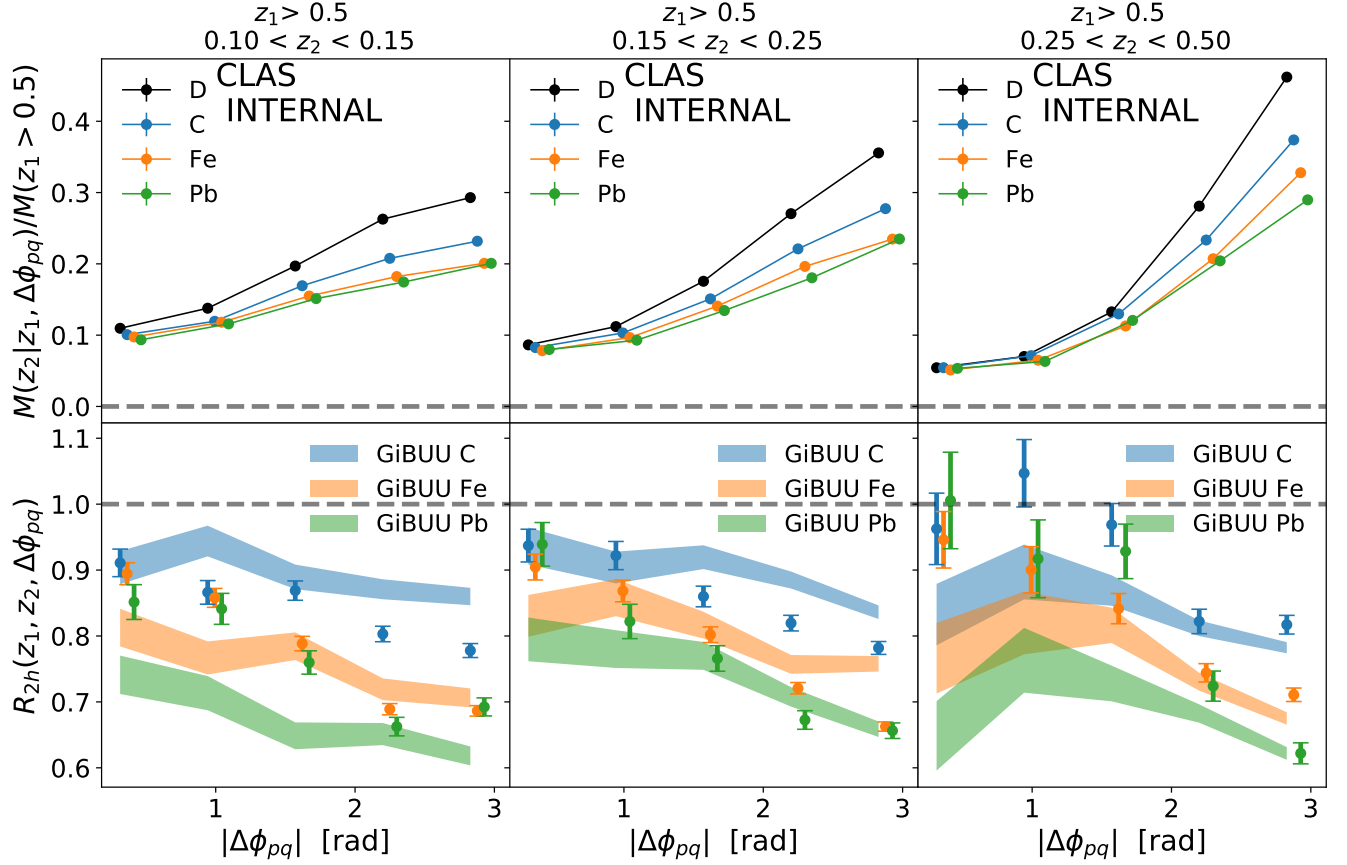 z₁> 0.5
0.10 < z₂ < 0.15
z₁> 0.5
0.15 < z₂ < 0.25
z₁> 0.5
0.25 < z₂ < 0.50
M(z₂|z₁, Δϕ_pq)/M(z₁ > 0.5)
0.4
0.3
0.2
0.1
0.0
CLAS
INTERNAL
D
C
Fe
Pb
CLAS
INTERNAL
D
C
Fe
Pb
CLAS
INTERNAL
D
C
Fe
Pb
R₂ₕ(z₁, z₂, Δϕ_pq)
1.1
1.0
0.9
0.8
0.7
0.6
GiBUU C
GiBUU Fe
GiBUU Pb
GiBUU C
GiBUU Fe
GiBUU Pb
GiBUU C
GiBUU Fe
GiBUU Pb
1 2 3
1 2 3
1 2 3
|Δϕ_pq| [rad]
|Δϕ_pq| [rad]
|Δϕ_pq| [rad]